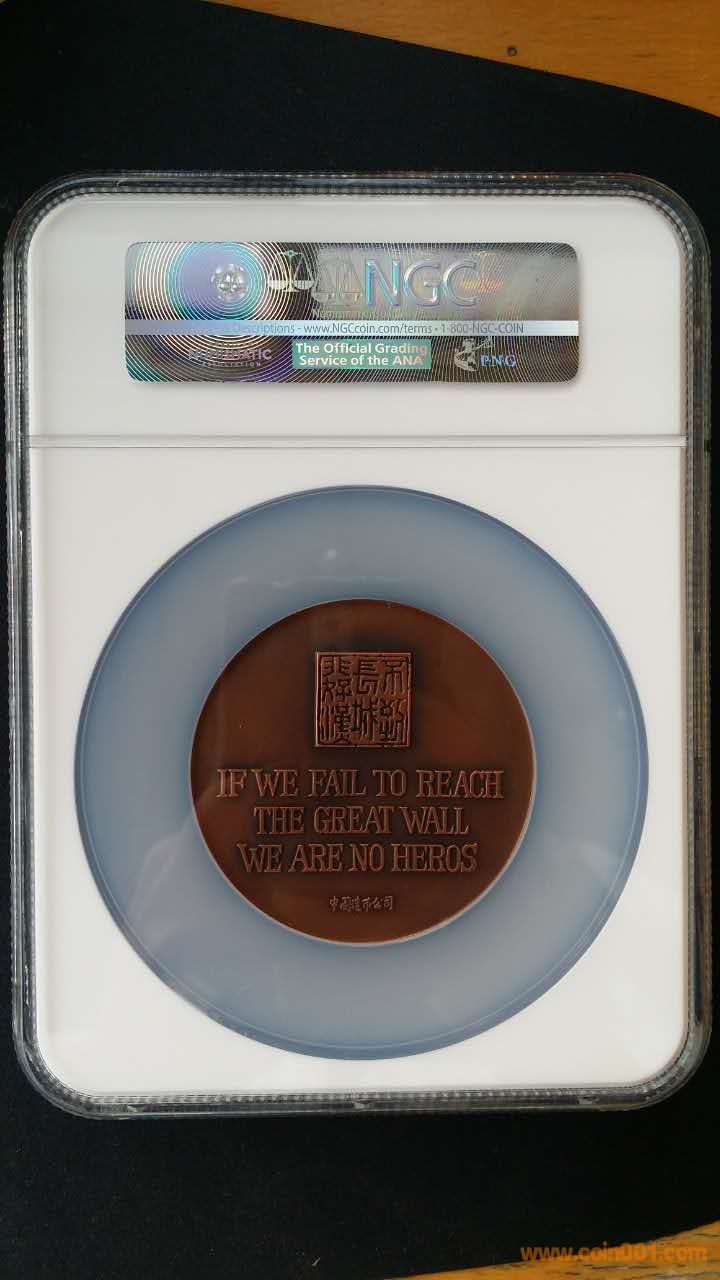 NGC
Descriptions - www.NGCcoin.com/terms • 1-800-NGC-COIN
The Official Grading
Service of the ANA
PNG
不到
長城
非好漢
IF WE FAIL TO REACH
THE GREAT WALL
WE ARE NO HEROS
中国造币公司
www.coin001.com